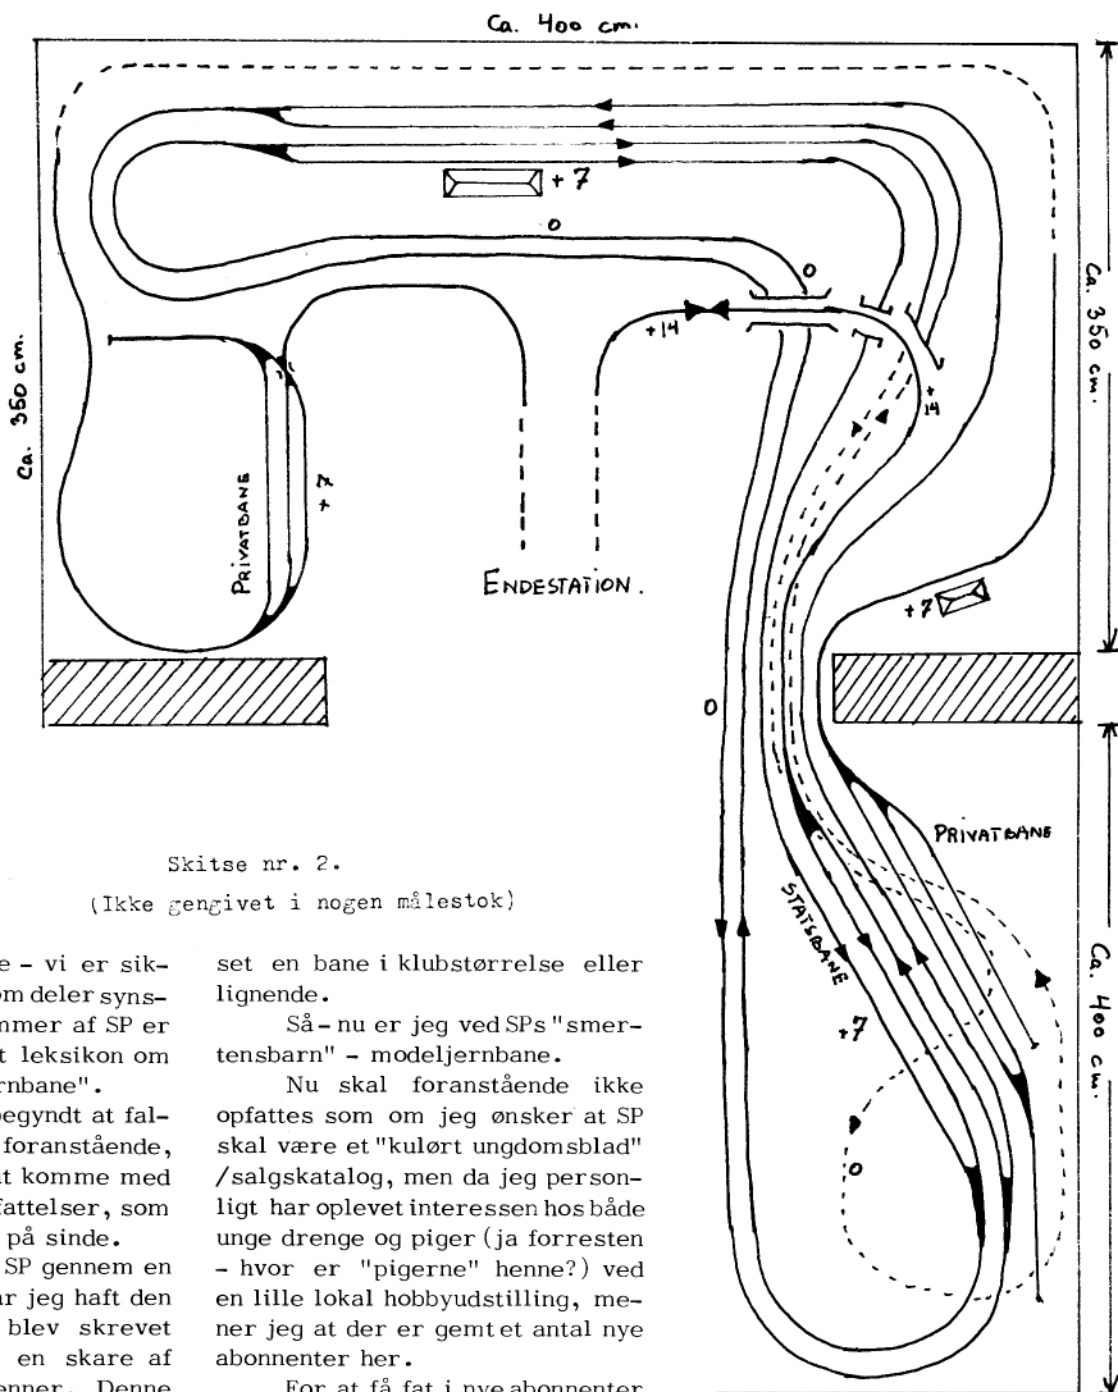 Ca. 400 cm.
+7
0
0
+14
Ca. 350 cm.
Ca. 350 cm.
+
14
PRIVATBANE
+7
ENDESTATION.
+7
0
PRIVATBANE
STATSBANE
+7
0
Ca. 400 cm.
Skitse nr. 2.
(Ikke gengivet i nogen målestok)
e - vi er sik-
om deler syns-
mmer af SP er
t leksikon om
rnbane".
begyndt at fal-
foranstående,
at komme med
fattelser, som
på sinde.
SP gennem en
ar jeg haft den
blev skrevet
en skare af
enner. Denne
set en bane i klubstørrelse eller
lignende.
Så - nu er jeg ved SPs "smer-
tensbarn" - modeljernbane.
Nu skal foranstående ikke
opfattes som om jeg ønsker at SP
skal være et "kulørt ungdomsblad"
/salgskatalog, men da jeg person-
ligt har oplevet interessen hos både
unge drenge og piger (ja forresten
- hvor er "pigerne" henne?) ved
en lille lokal hobbyudstilling, me-
ner jeg at der er gemt et antal nye
abonnenter her.
For at få fat i nye abonnenter